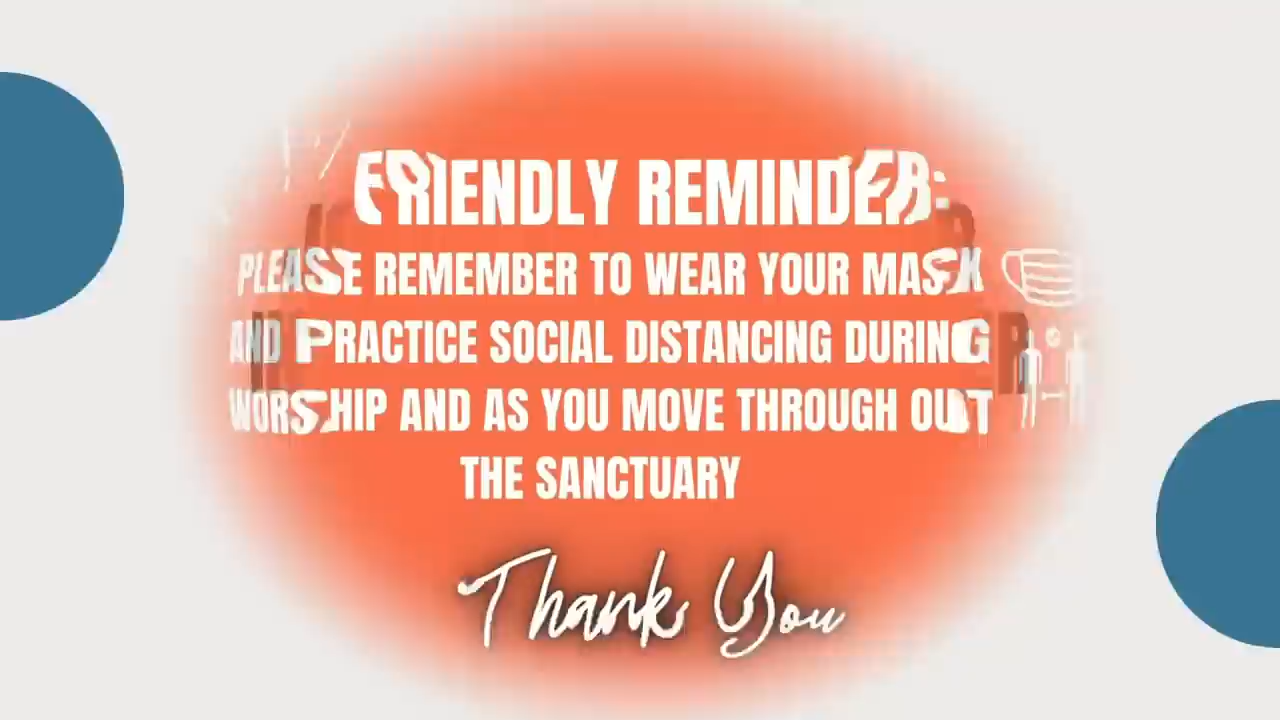 FRIENDLY REMINDER:
PLEASE REMEMBER TO WEAR YOUR MASK
AND PRACTICE SOCIAL DISTANCING DURING
WORSHIP AND AS YOU MOVE THROUGH OUT
THE SANCTUARY
Thank You